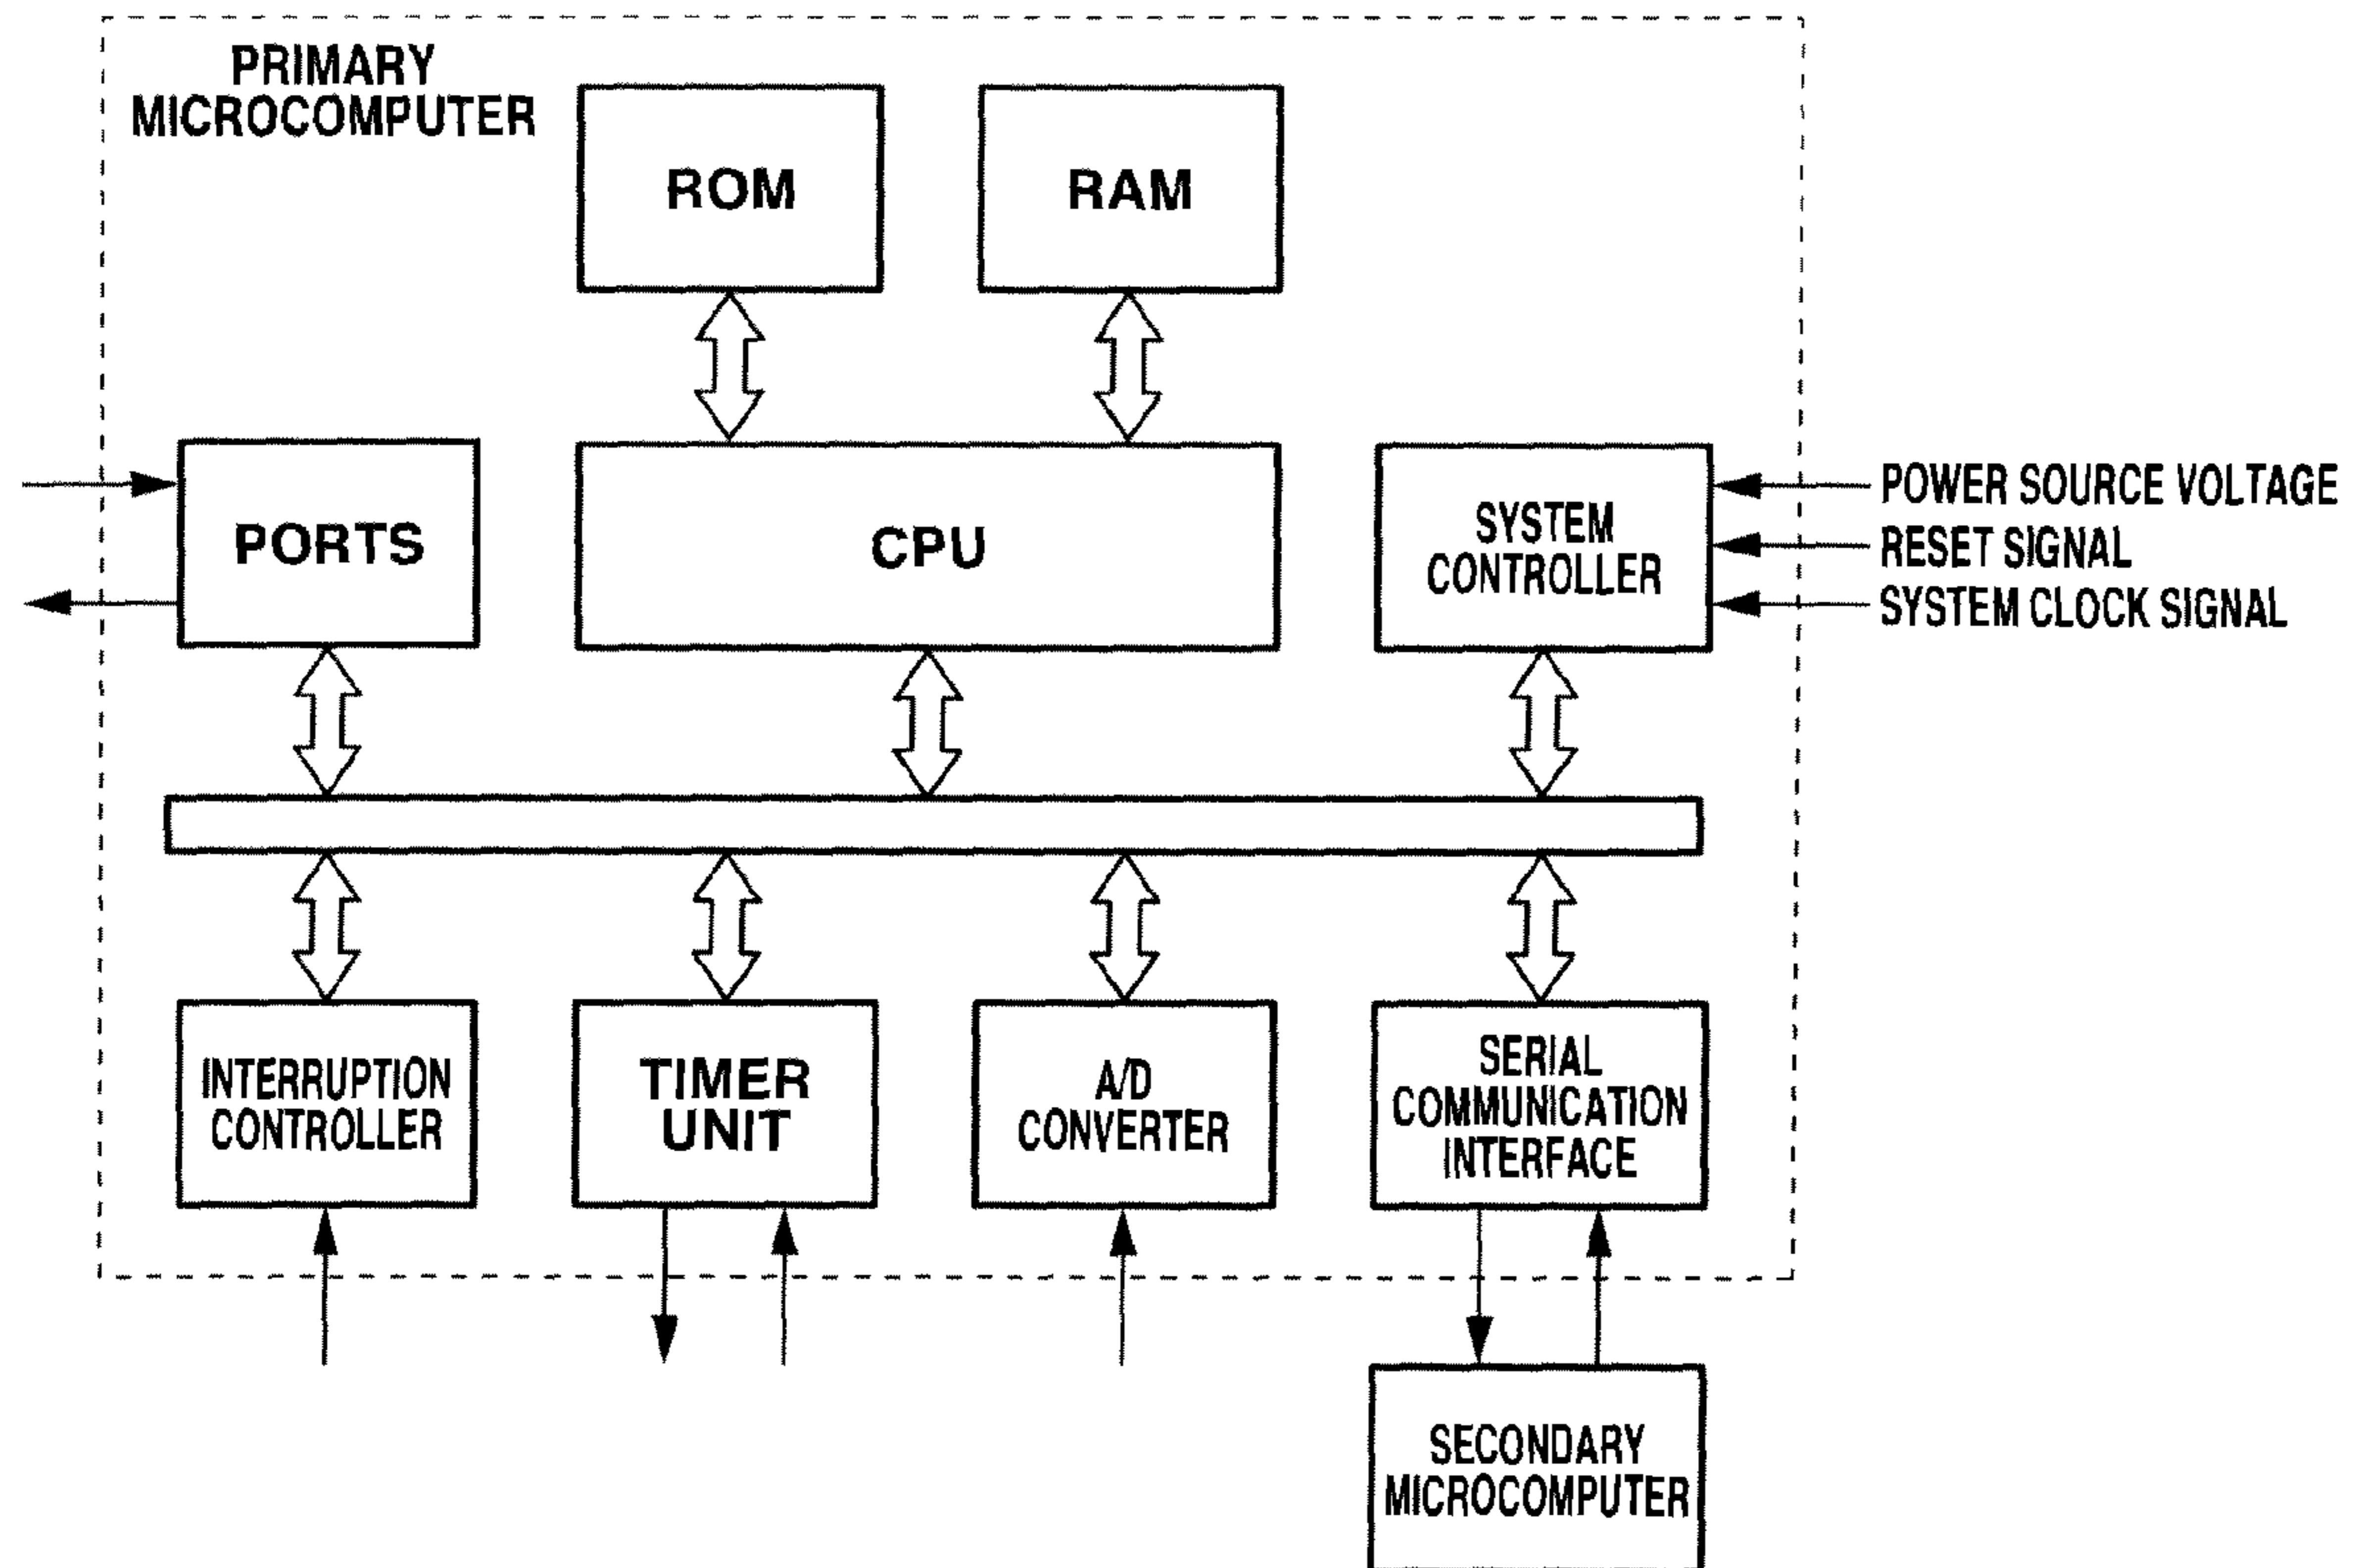 PRIMARY
MICROCOMPUTER
ROM
RAM
PORTS
CPU
SYSTEM
CONTROLLER
POWER SOURCE VOLTAGE
RESET SIGNAL
SYSTEM CLOCK SIGNAL
INTERRUPTION
CONTROLLER
TIMER
UNIT
A/D
CONVERTER
SERIAL
COMMUNICATION
INTERFACE
SECONDARY
MICROCOMPUTER